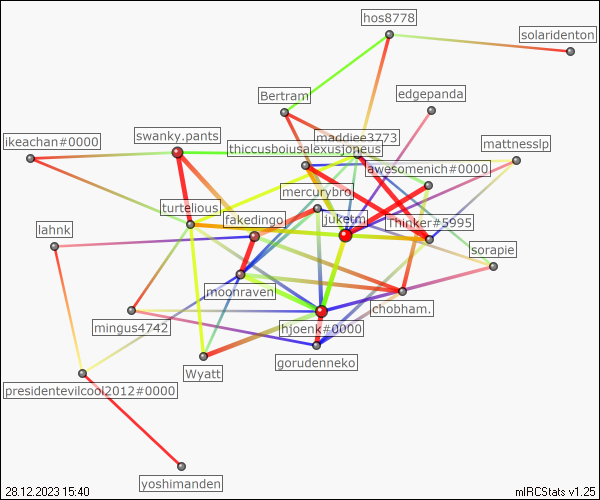 hos8778
solaridenton
Bertram
edgepanda
maddiee3773
swanky.pants
lkeachan#0000
thiccusboiusalexusjoneus
mattnesslp
awesomenich#0000
mercurybro
turtelious
fakedingo
juketm
Thinker#5995
lahnk
sorapie
moonraven
chobham.
mingus4742
hjoenk#0000
gorudenneko
Wyatt
presidentevilcool2012#0000
yoshimanden
28.12.2023 15:40
mIRCStats v1.25